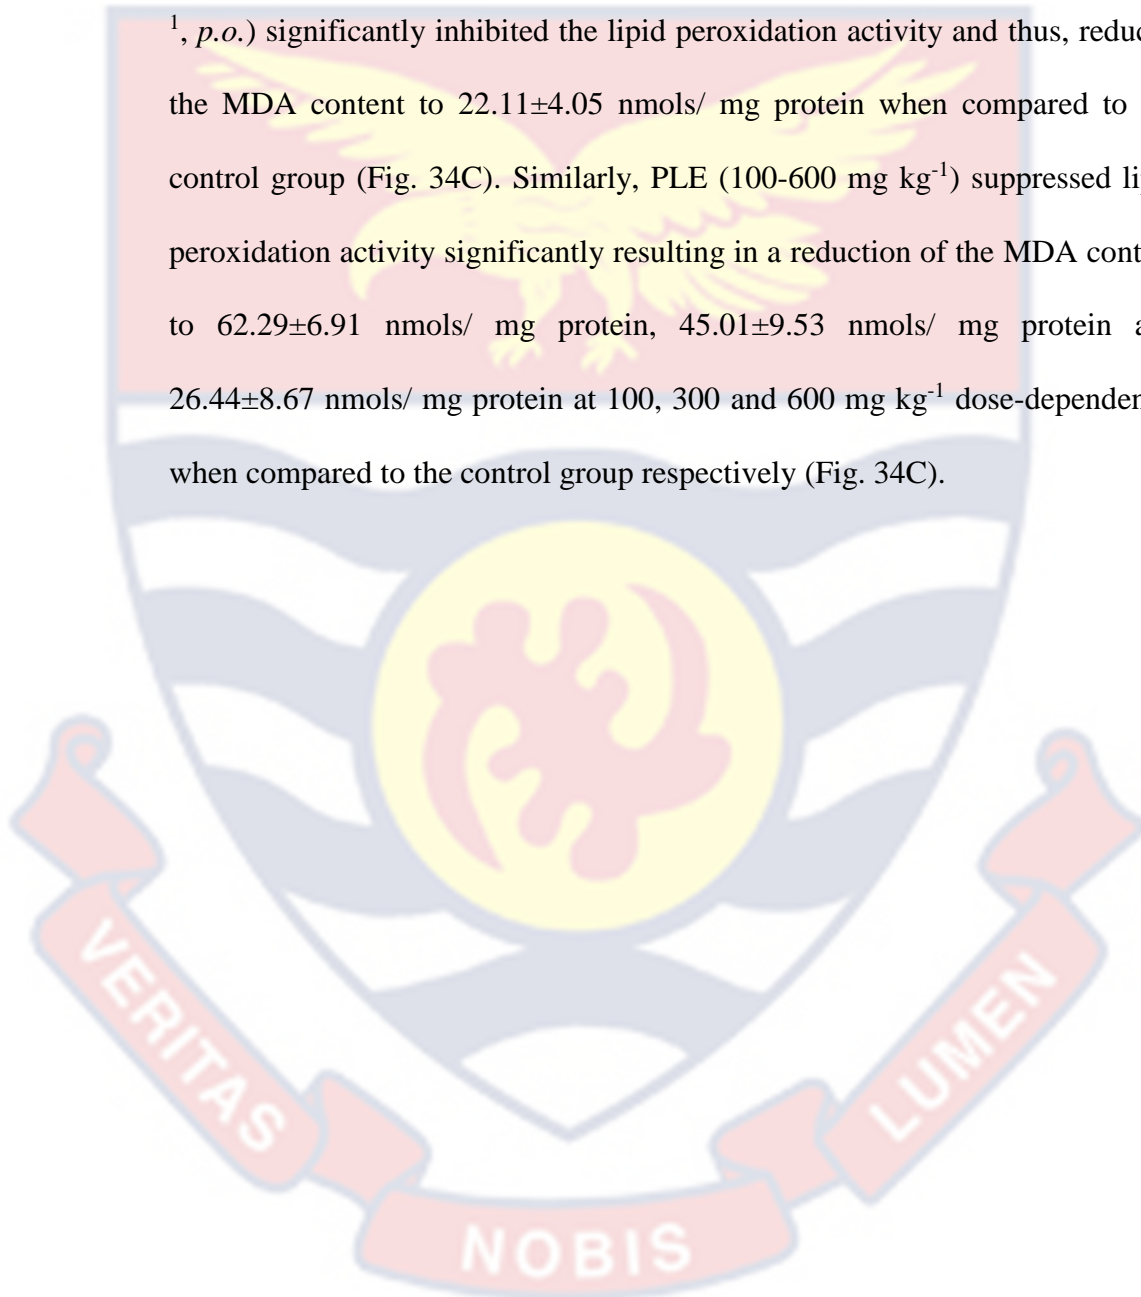 ¹, p.o.) significantly inhibited the lipid peroxidation activity and thus, reduc
the MDA content to 22.11±4.05 nmols/ mg protein when compared to
control group (Fig. 34C). Similarly, PLE (100-600 mg kg⁻¹) suppressed li
peroxidation activity significantly resulting in a reduction of the MDA cont
to 62.29±6.91 nmols/ mg protein, 45.01±9.53 nmols/ mg protein a
26.44±8.67 nmols/ mg protein at 100, 300 and 600 mg kg⁻¹ dose-dependen
when compared to the control group respectively (Fig. 34C).
VERITAS
NOBIS
LUMEN